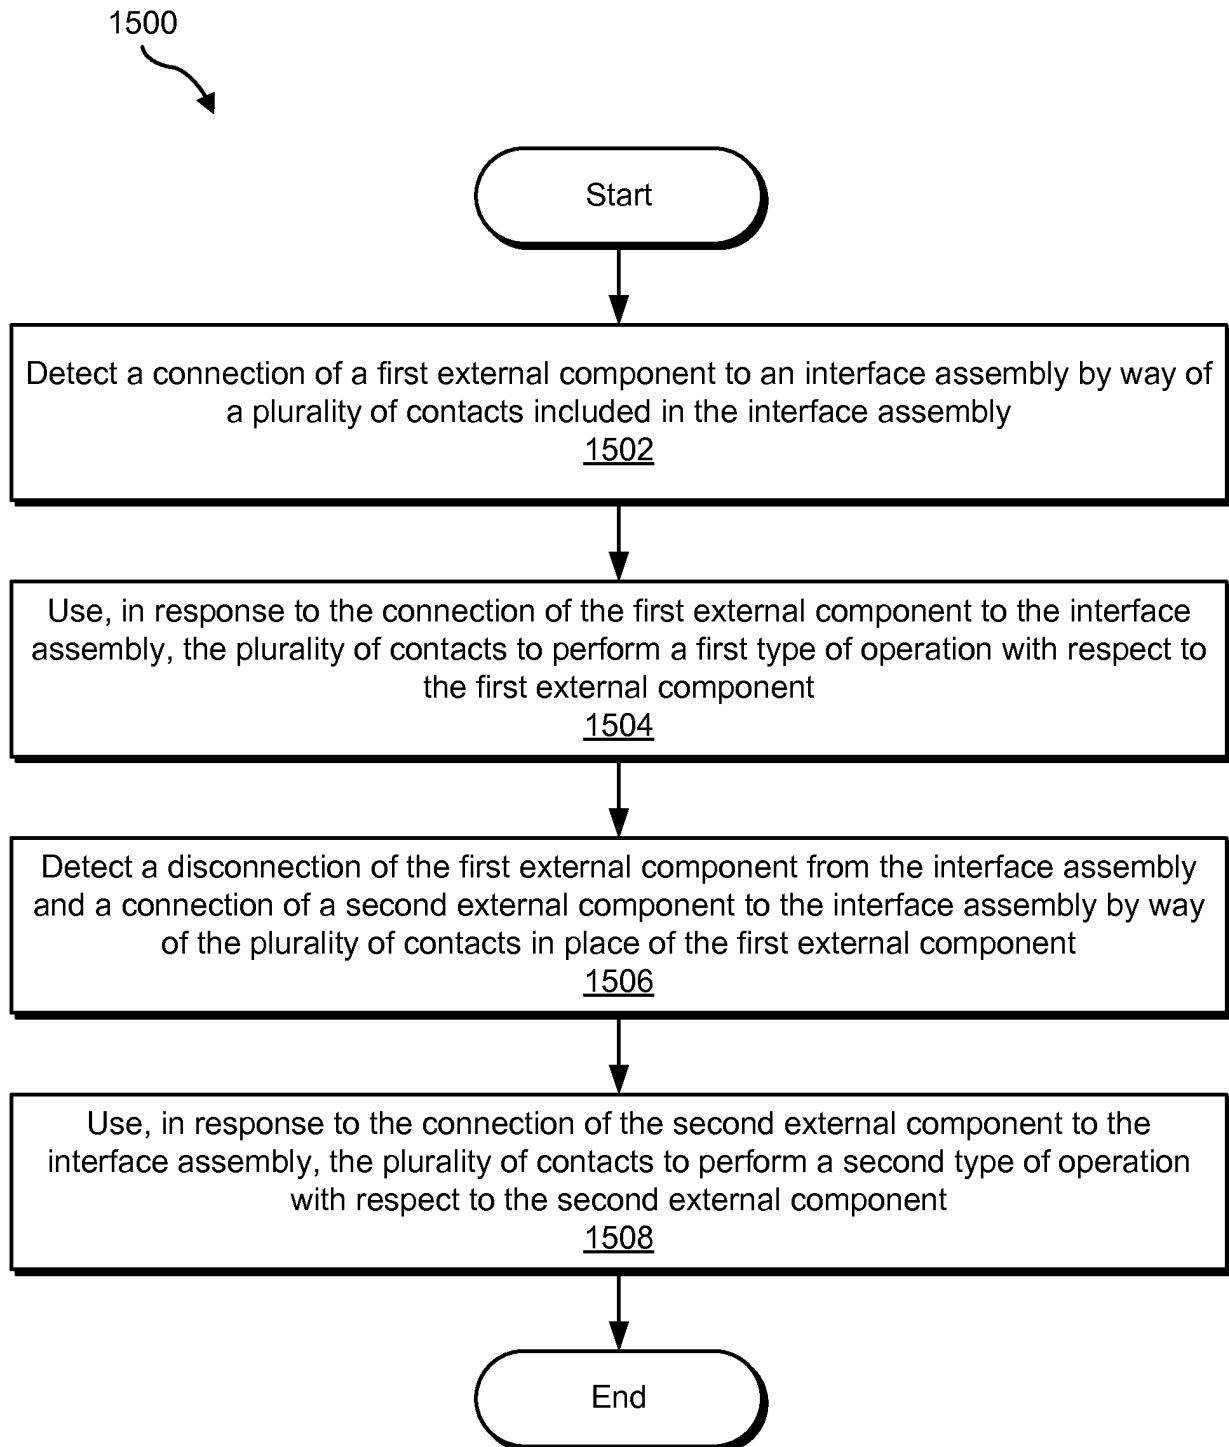 1500
Start
Detect a connection of a first external component to an interface assembly by way of
a plurality of contacts included in the interface assembly
1502
Use, in response to the connection of the first external component to the interface
assembly, the plurality of contacts to perform a first type of operation with respect to
the first external component
1504
Detect a disconnection of the first external component from the interface assembly
and a connection of a second external component to the interface assembly by way
of the plurality of contacts in place of the first external component
1506
Use, in response to the connection of the second external component to the
interface assembly, the plurality of contacts to perform a second type of operation
with respect to the second external component
1508
End